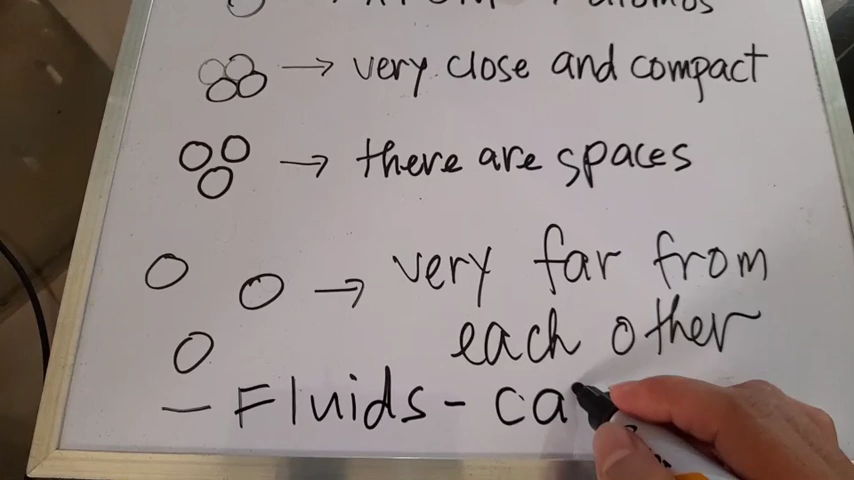 → very close and compact
→ there are spaces
→ very far from
each other
- Fluids - ca